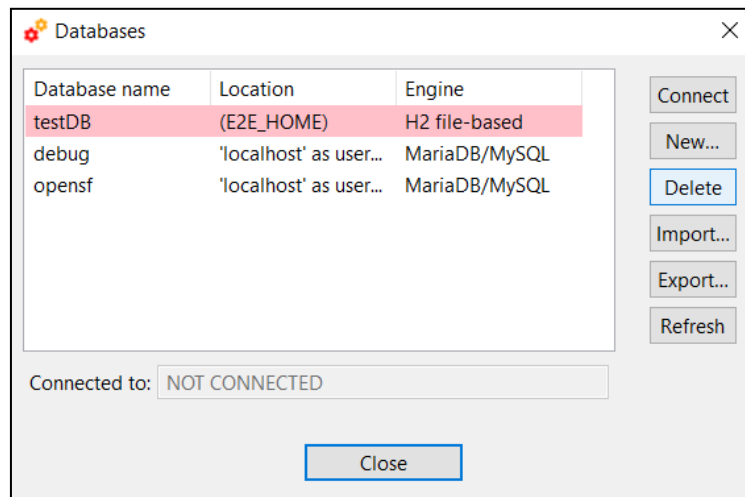 Databases
Database name Location Engine
testDB (E2E_HOME) H2 file-based
debug 'localhost' as user... MariaDB/MySQL
opensf 'localhost' as user... MariaDB/MySQL
Connect
New...
Delete
Import...
Export...
Refresh
Connected to: NOT CONNECTED
Close